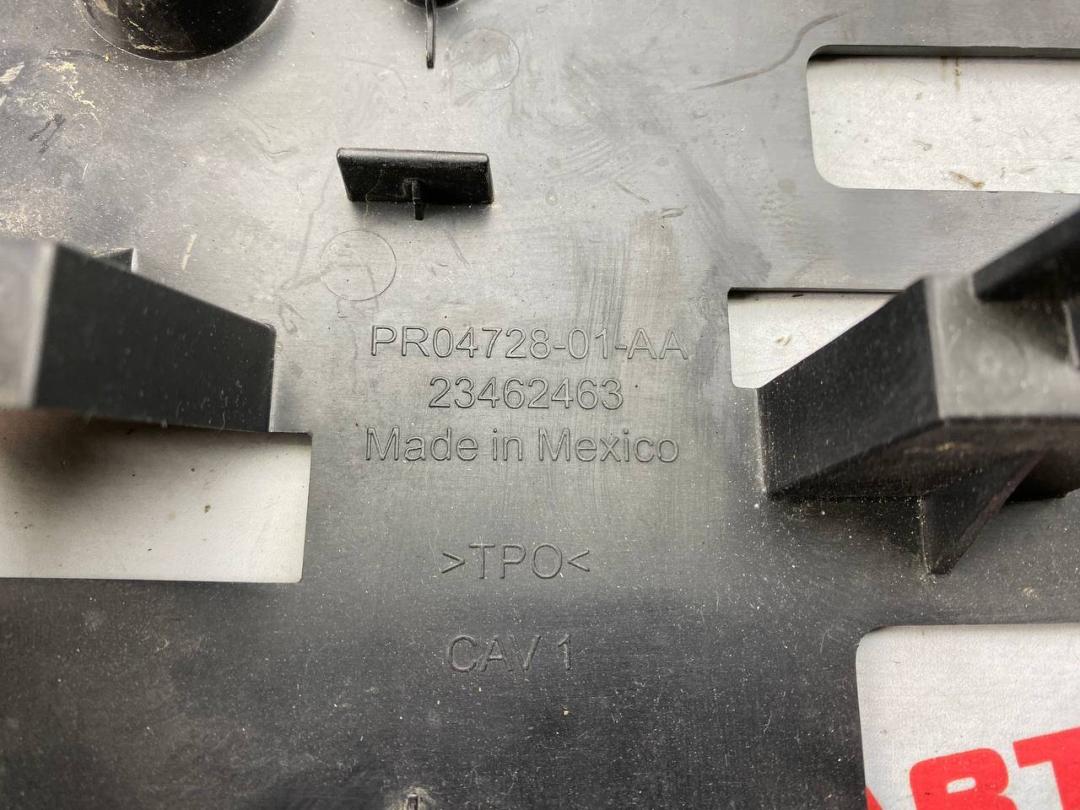 PR04728-01-AA
23462463
Made in Mexico
>TPO<
CAV 1